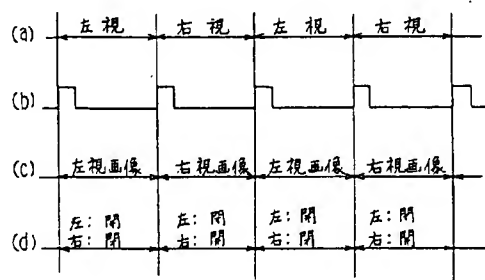 (a) 左視 右視 左視 右視
(b)
(c) 左視画像 右視画像 左視画像 右視画像
左: 左: 左: 左:
(d)
右: 右: 右: 右: